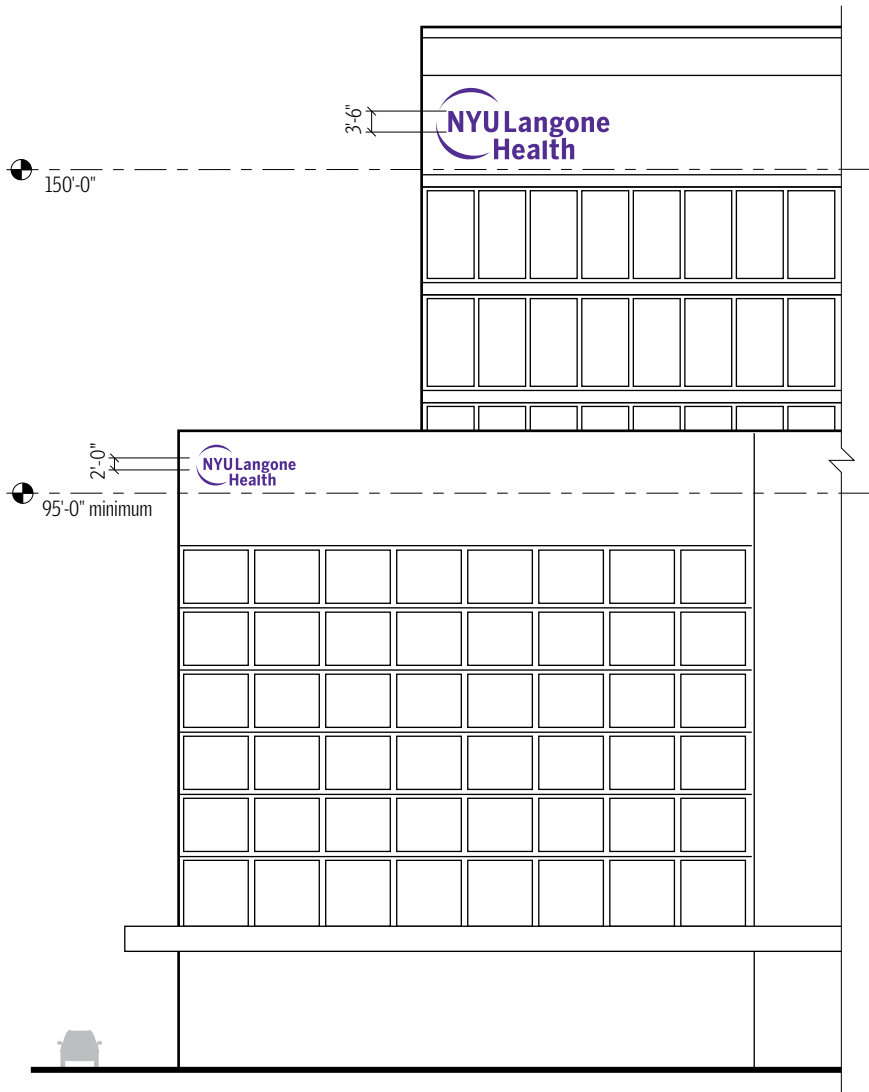 NYU Langone
Health
3'-6"
150'-0"
NYU Langone
Health
2'-0"
95'-0" minimum